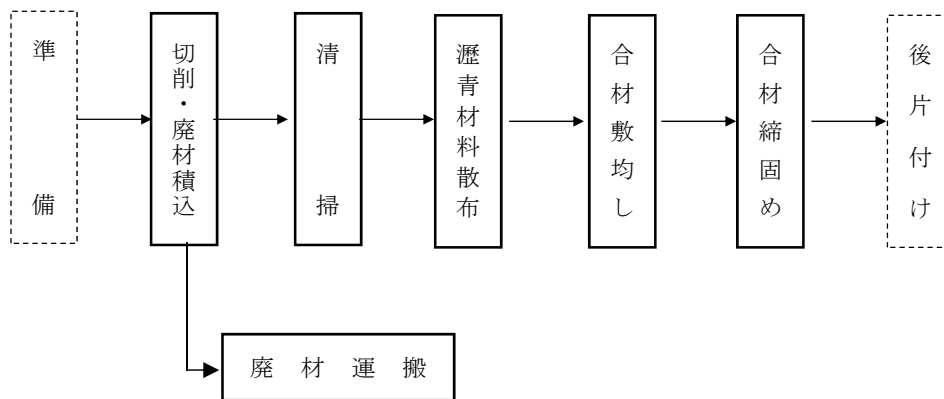 準備
切削・廃材積込
清掃
瀝青材料散布
合材敷均し
合材締固め
後片付け
廃材運搬